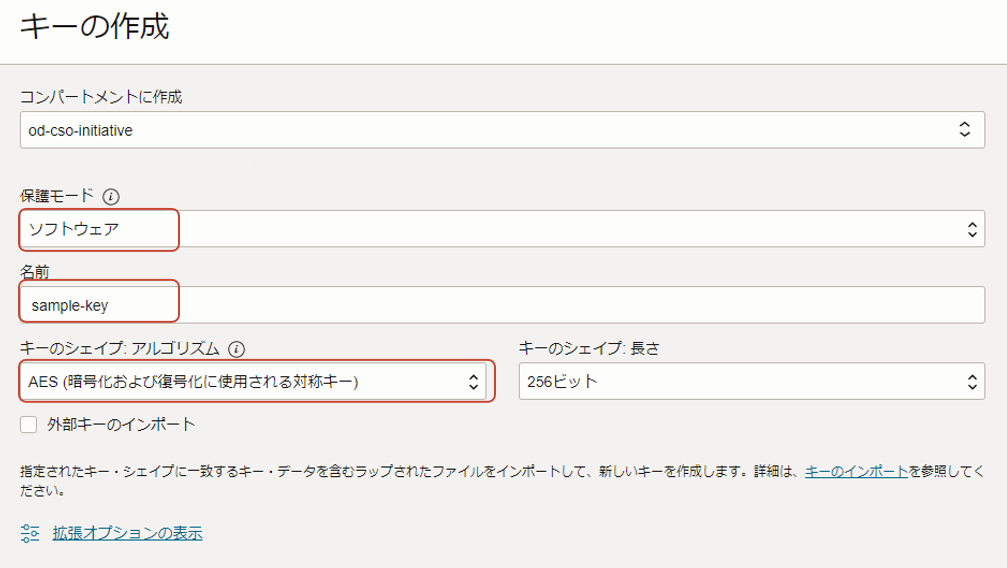 キーの作成
コンパートメントに作成
od-cso-initiative
保護モード
ソフトウェア
名前
sample-key
キーのシェイプ: アルゴリズム
キーのシェイプ: 長さ
AES (暗号化および復号化に使用される対称キー)
256ビット
外部キーのインポート
指定されたキー・シェイプに一致するキー・データを含むラップされたファイルをインポートして、新しいキーを作成します。詳細は、キーのインポートを参照してく
ださい。
拡張オプションの表示